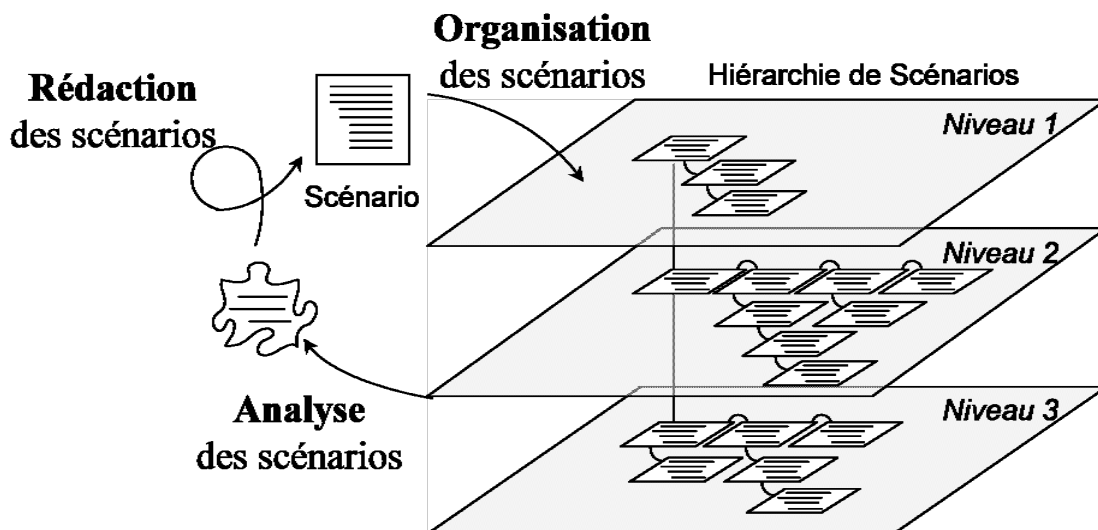 Organisation
des scénarios
Rédaction
des scénarios
Scénario
Hiérarchie de Scénarios
Niveau 1
Niveau 2
Niveau 3
Analyse
des scénarios